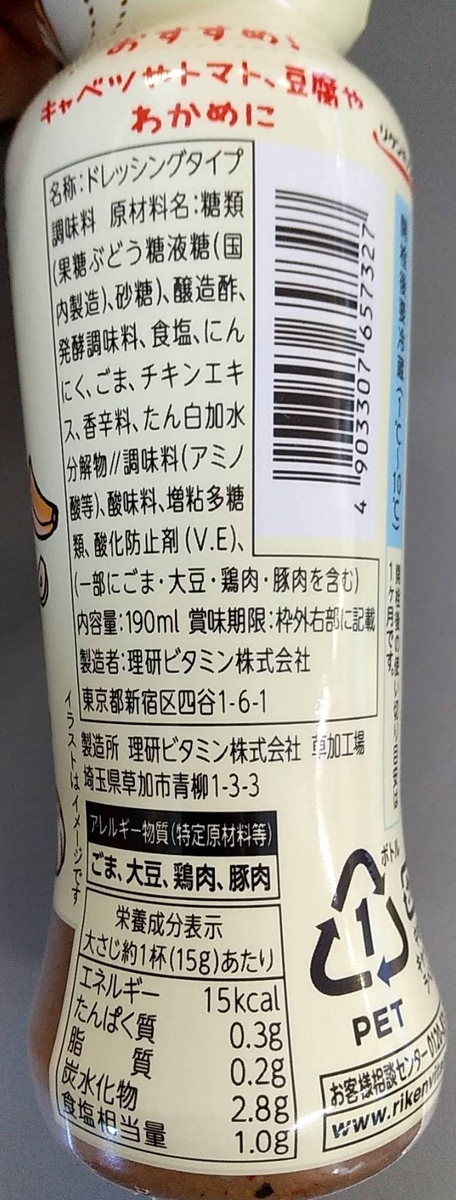 おすすめ!
キャベツやトマト、豆腐や
わかめに
名称:ドレッシングタイプ
調味料 原材料名:糖類
(果糖ぶどう糖液糖(国
内製造)、砂糖)、醸造酢、
発酵調味料、食塩、にん
にく、ごま、チキンエキ
ス、香辛料、たん白加水
分解物//調味料(アミノ
酸等)、酸味料、増粘多糖
類、酸化防止剤(V.E)、
(一部にごま・大豆・鶏肉・豚肉を含む)
内容量:190ml 賞味期限:枠外右部に記載
製造者:理研ビタミン株式会社
東京都新宿区四谷1-6-1
製造所 理研ビタミン株式会社 草加工場
埼玉県草加市青柳1-3-3
アレルギー物質(特定原材料等)
ごま、大豆、鶏肉、豚肉
栄養成分表示
大さじ約1杯(15g)あたり
エネルギー 15kcal
たんぱく質 0.3g
脂質 0.2g
炭水化物 2.8g
食塩相当量 1.0g
イラストはイメージです
4 903307 657327
開栓後要冷蔵(1℃~10℃)
開栓後の使い切り目安は
1ケ月です。
ボトル
1
PET
お客様相談センター 0120-
www.riken